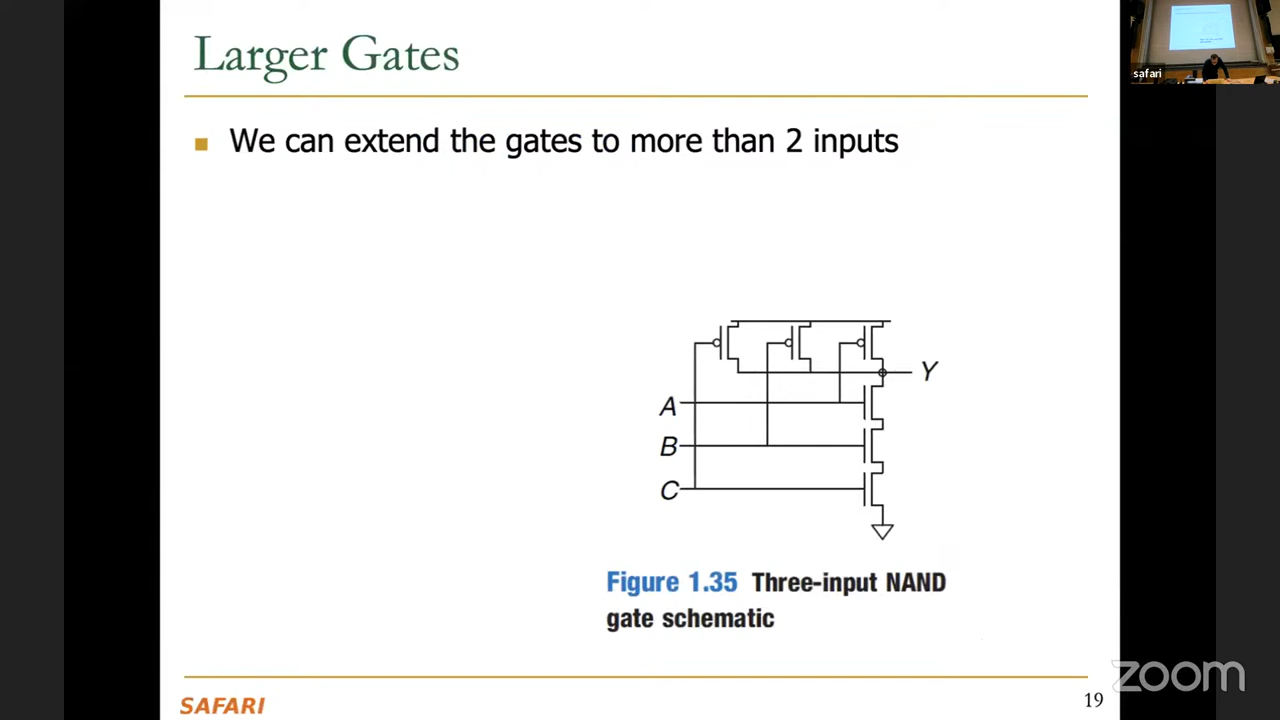 Larger Gates
safari
We can extend the gates to more than 2 inputs
Y
A
B
C
Figure 1.35 Three-input NAND
gate schematic
SAFARI
19
zoom